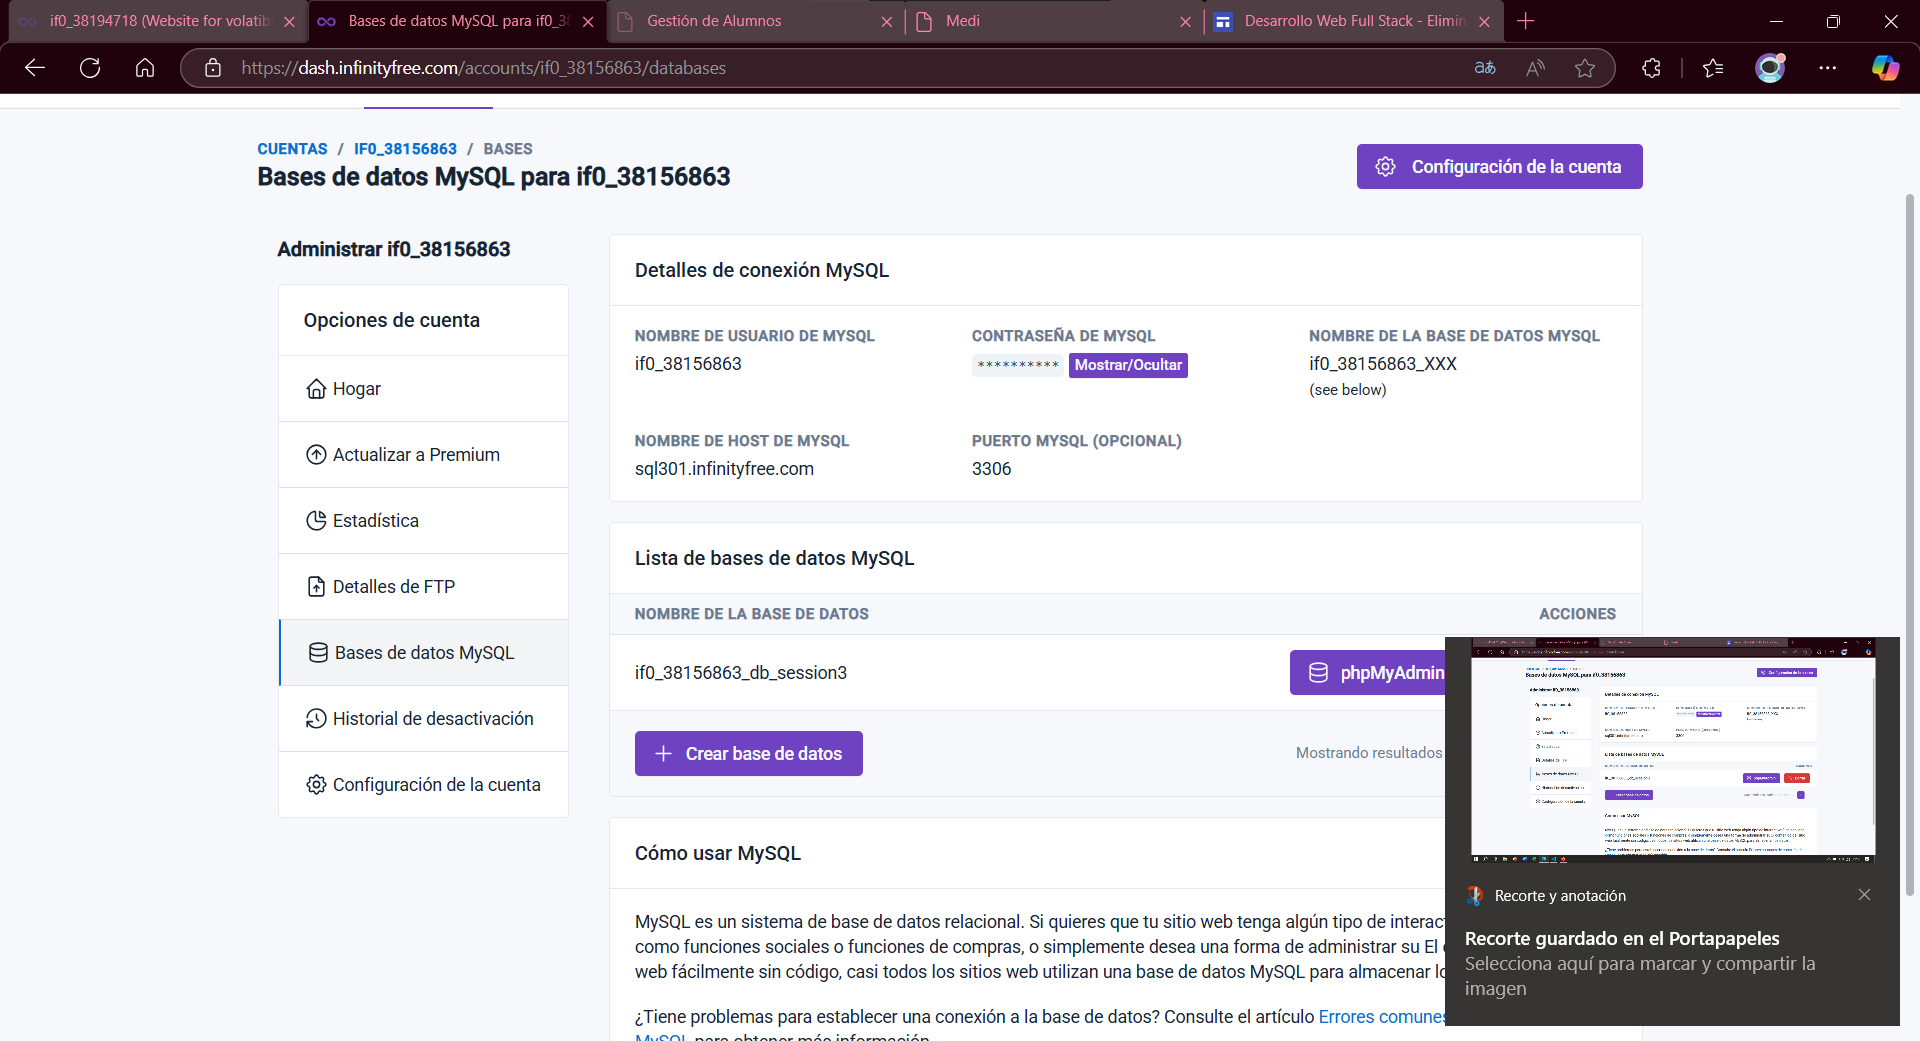 if0_38194718 (Website for volatib
Bases de datos MySQL para if0_38
Gestión de Alumnos
Medi
Desarrollo Web Full Stack - Elimin
https://dash.infinityfree.com/accounts/if0_38156863/databases
CUENTAS / IF0_38156863 / BASES
Bases de datos MySQL para if0_38156863
Configuración de la cuenta
Administrar if0_38156863
Opciones de cuenta
Hogar
Actualizar a Premium
Estadística
Detalles de FTP
Bases de datos MySQL
Historial de desactivación
Configuración de la cuenta
Detalles de conexión MySQL
NOMBRE DE USUARIO DE MYSQL
if0_38156863
CONTRASEÑA DE MYSQL
********** Mostrar/Ocultar
NOMBRE DE LA BASE DE DATOS MYSQL
if0_38156863_XXX
(see below)
NOMBRE DE HOST DE MYSQL
sql301.infinityfree.com
PUERTO MYSQL (OPCIONAL)
3306
Lista de bases de datos MySQL
NOMBRE DE LA BASE DE DATOS
ACCIONES
if0_38156863_db_session3
phpMyAdmin
Crear base de datos
Mostrando resultados
Cómo usar MySQL
MySQL es un sistema de base de datos relacional. Si quieres que tu sitio web tenga algún tipo de interact
como funciones sociales o funciones de compras, o simplemente desea una forma de administrar su El
web fácilmente sin código, casi todos los sitios web utilizan una base de datos MySQL para almacenar
¿Tiene problemas para establecer una conexión a la base de datos? Consulte el artículo Errores comunes
MySQL para obtener más información.
Recorte y anotación
Recorte guardado en el Portapapeles
Selecciona aquí para marcar y compartir la
imagen